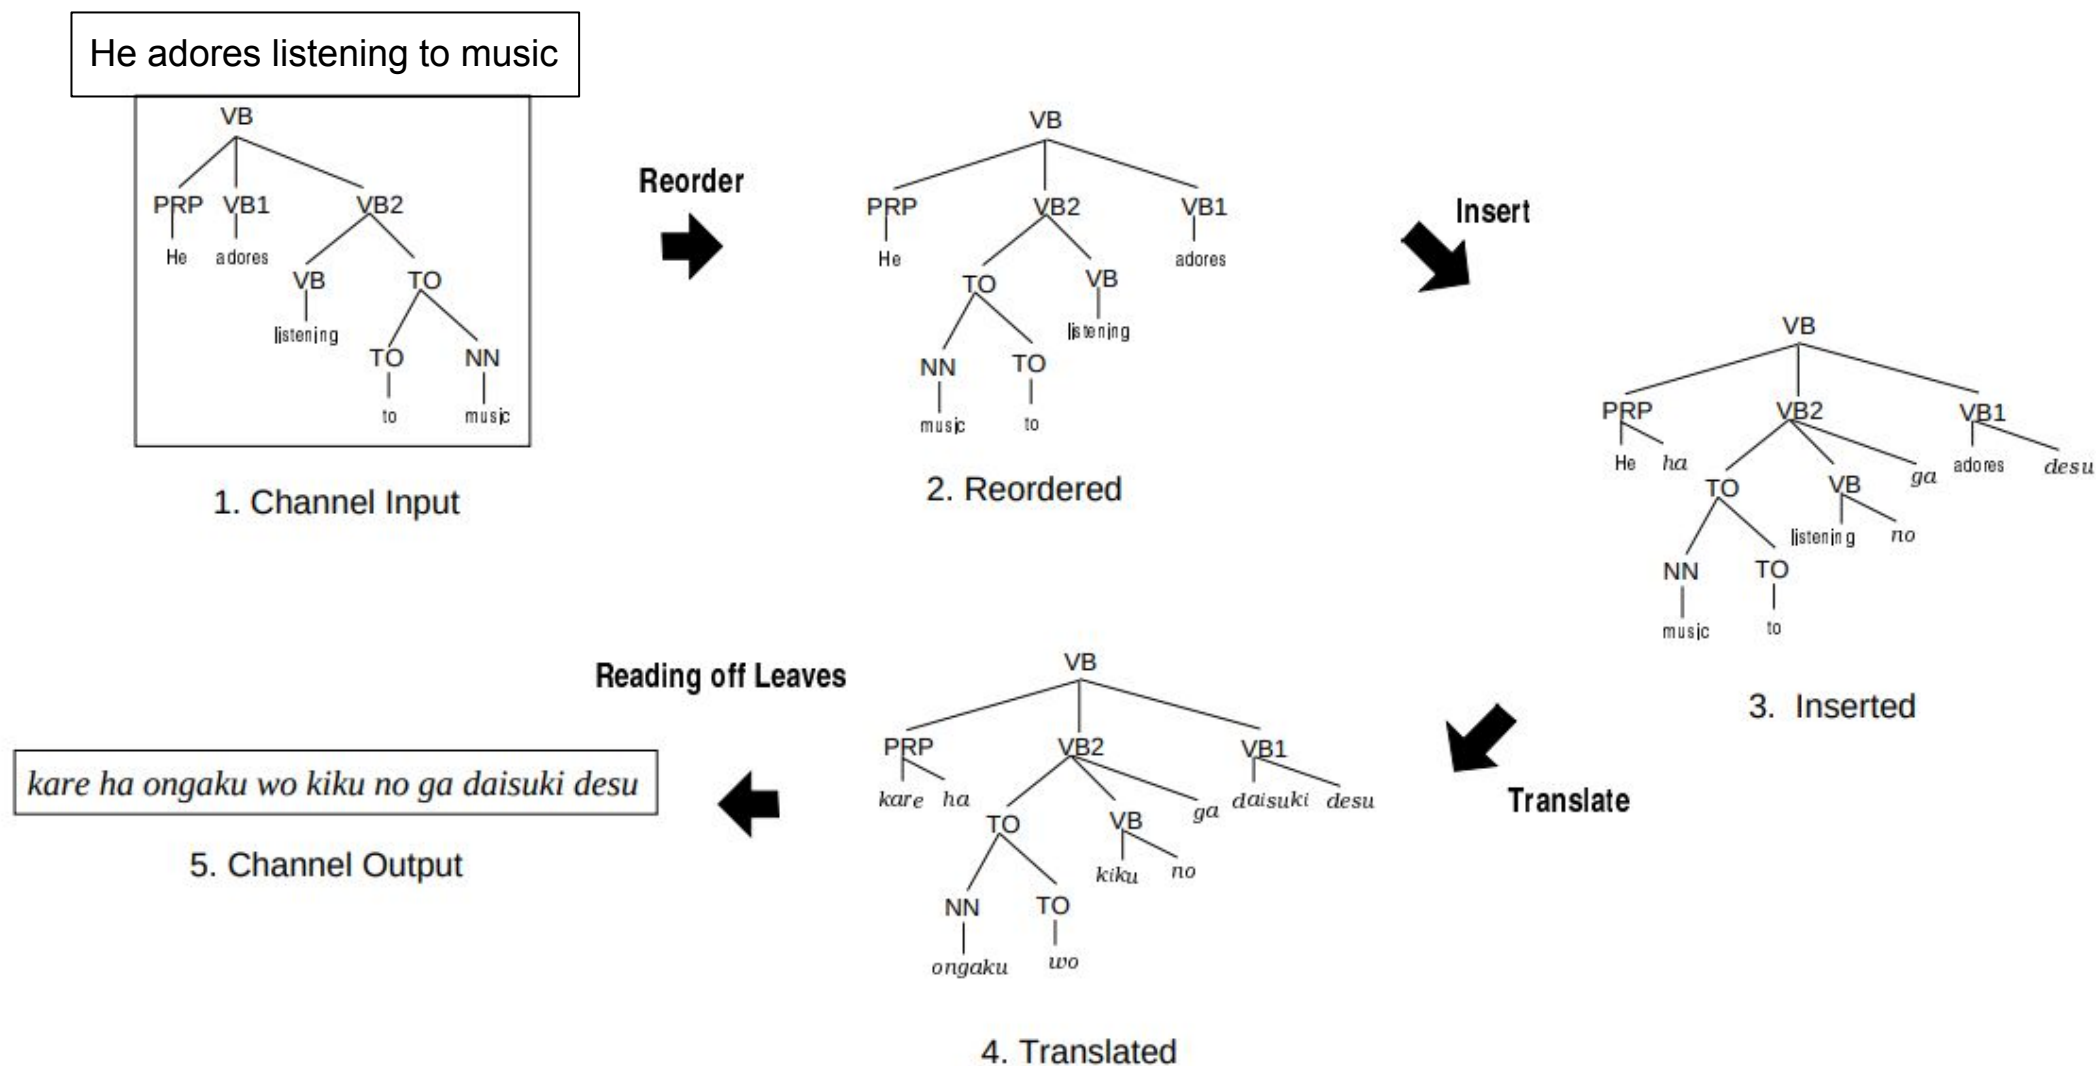 He adores listening to music
VB
PRP VB1 VB2
He adores
VB TO
listening
TO NN
to music
1. Channel Input
Reorder
VB
PRP VB2 VB1
He adores
TO VB
listening
NN TO
music to
2. Reordered
Insert
VB
PRP VB2 VB1
He ha ga adores desu
TO VB
listening no
NN TO
music to
3. Inserted
Translate
VB
PRP VB2 VB1
kare ha ga daisuki desu
TO VB
kiku no
NN TO
ongaku wo
4. Translated
Reading off Leaves
kare ha ongaku wo kiku no ga daisuki desu
5. Channel Output